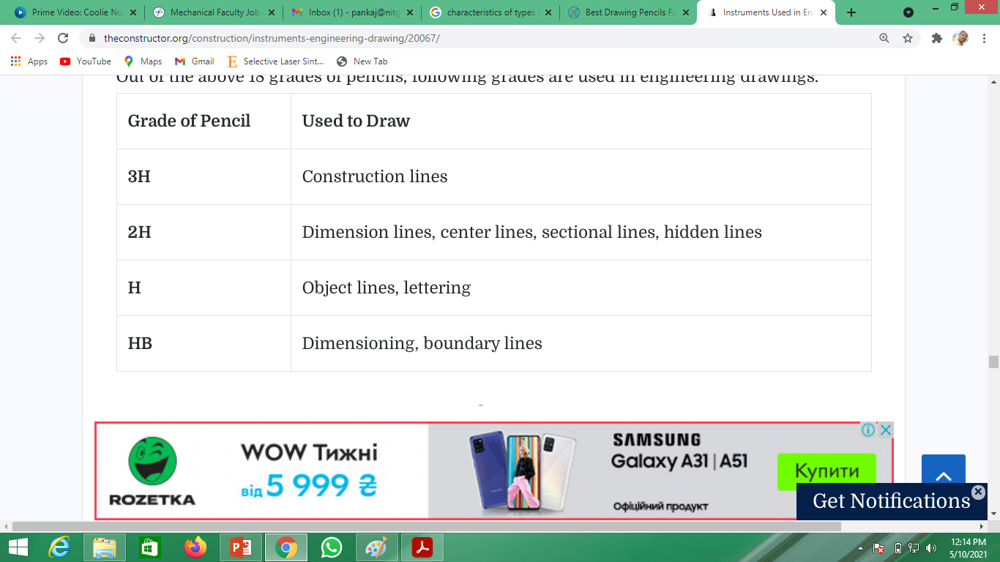 Prime Video: Coolie No
Mechanical Faculty Job
Inbox (1) - pankaj@nitg
characteristics of types
Best Drawing Pencils Fo
Instruments Used in En
theconstructor.org/construction/instruments-engineering-drawing/20067/
Apps YouTube Maps Gmail Selective Laser Sint... New Tab
Out of the above 18 grades of pencils, following grades are used in engineering drawings.
Grade of Pencil Used to Draw
3H Construction lines
2H Dimension lines, center lines, sectional lines, hidden lines
H Object lines, lettering
HB Dimensioning, boundary lines
ROZETKA
WOW Тижні
від 5 999 ₴
SAMSUNG
Galaxy A31 | A51
Офіційний продукт
Купити
Get Notifications
12:14 PM
5/10/2021